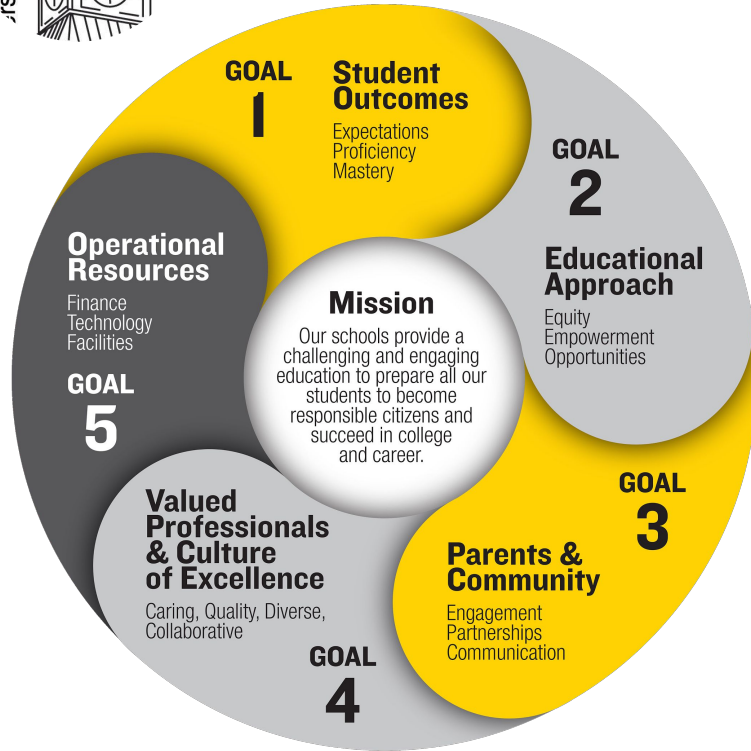 GOAL
1
Student
Outcomes
Expectations
Proficiency
Mastery
GOAL
2
Educational
Approach
Equity
Empowerment
Opportunities
GOAL
3
Parents &
Community
Engagement
Partnerships
Communication
GOAL
4
Valued
Professionals
& Culture
of Excellence
Caring, Quality, Diverse,
Collaborative
GOAL
5
Operational
Resources
Finance
Technology
Facilities
Mission
Our schools provide a
challenging and engaging
education to prepare all our
students to become
responsible citizens and
succeed in college
and career.